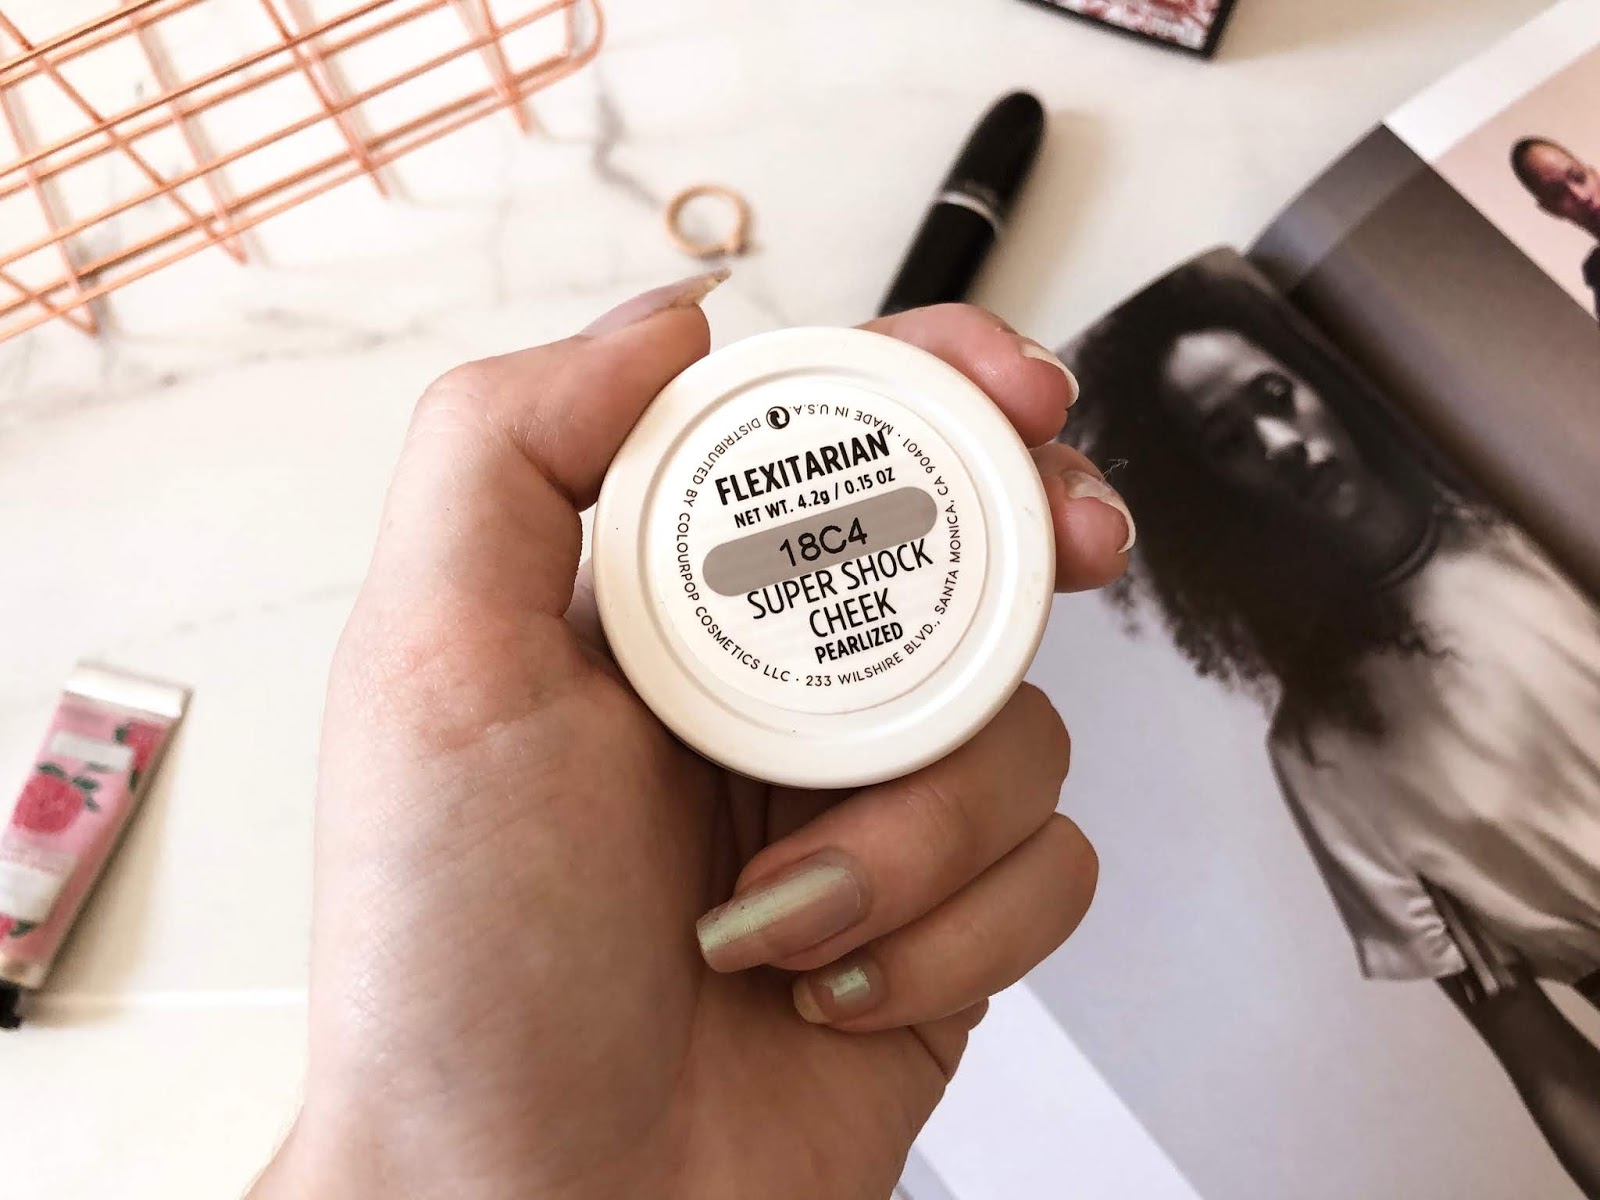 FLEXITARIAN
NET WT. 4.2g / 0.15 OZ
18C4
SUPER SHOCK
CHEEK
PEARLIZED
DISTRIBUTED BY COLOURPOP COSMETICS LLC · 233 WILSHIRE BLVD., SANTA MONICA, CA 90401 · MADE IN U.S.A.